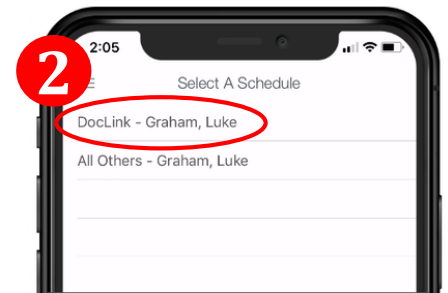 2
2:05
Select A Schedule
DocLink - Graham, Luke
All Others - Graham, Luke